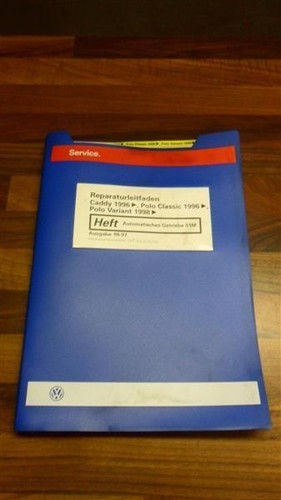 Service.
Reparaturleitfaden
Caddy 1996 ►, Polo Classic 1996 ►,
Polo Variant 1998 ►
Heft Automatisches Getriebe 01M
Ausgabe 06.97